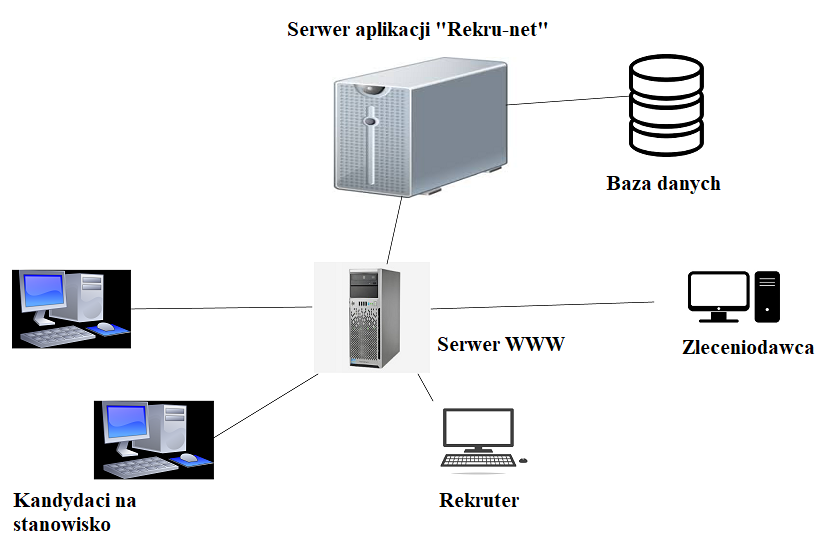 Serwer aplikacji "Rekru-net"
Baza danych
Serwer WWW
Zleceniodawca
Kandydaci na
stanowisko
Rekruter